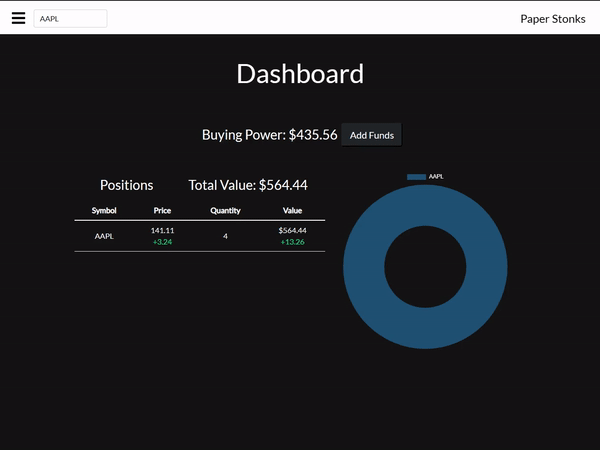 AAPL
Paper Stonks
Dashboard
Buying Power: $435.56 Add Funds
Positions Total Value: $564.44
Symbol Price Quantity Value
AAPL 141.11 4 $564.44
+3.24 +13.26
AAPL